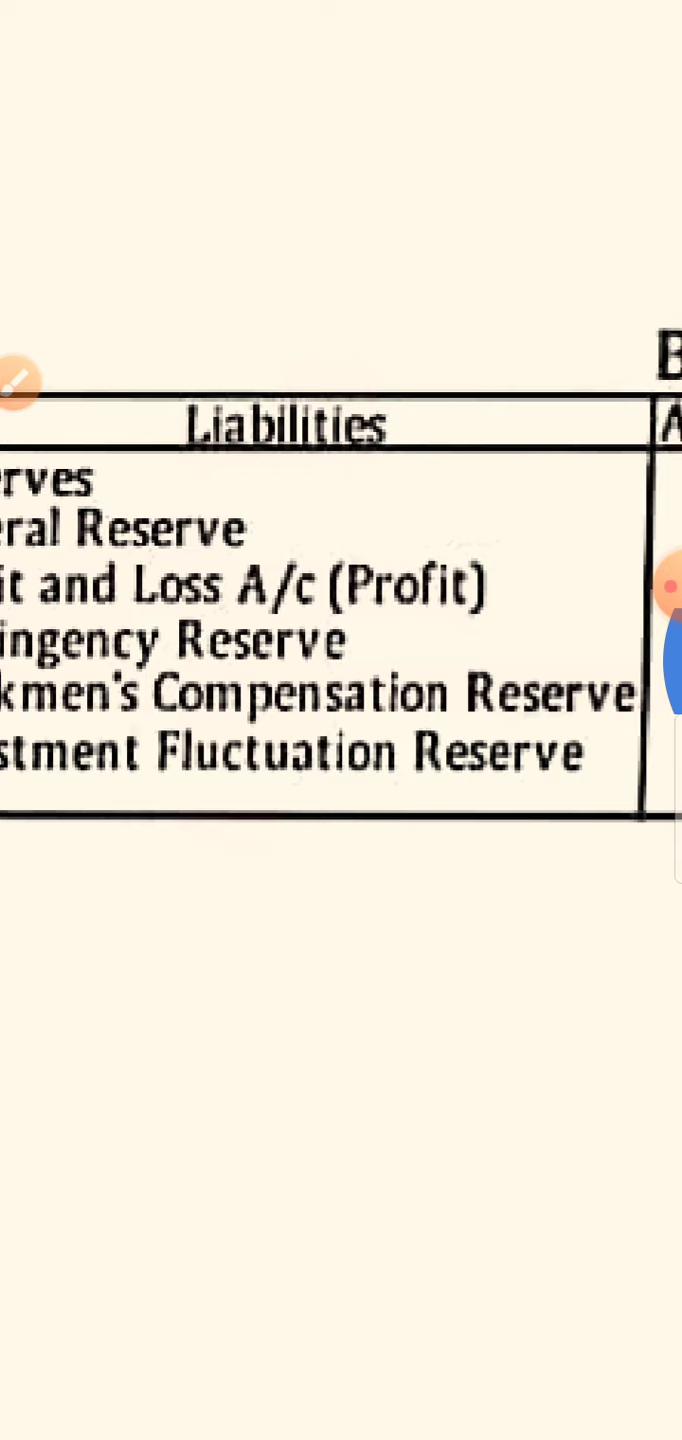 B
Liabilities
A
erves
eral Reserve
it and Loss A/c (Profit)
ingency Reserve
kmen's Compensation Reserve
stment Fluctuation Reserve